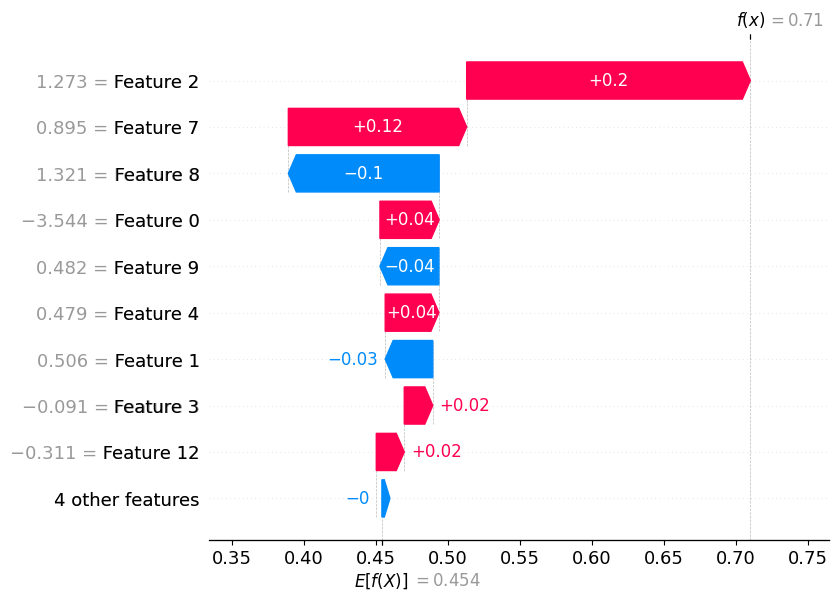 f(x) = 0.71
1.273 = Feature 2
+0.2
0.895 = Feature 7
+0.12
1.321 = Feature 8
−0.1
−3.544 = Feature 0
+0.04
0.482 = Feature 9
−0.04
0.479 = Feature 4
+0.04
0.506 = Feature 1
−0.03
−0.091 = Feature 3
+0.02
−0.311 = Feature 12
+0.02
4 other features
−0
0.35 0.40 0.45 0.50 0.55 0.60 0.65 0.70 0.75
E[f(X)] = 0.454